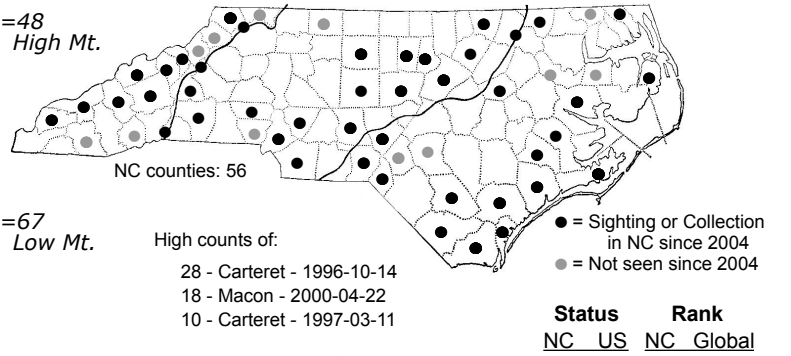 =48
High Mt.
NC counties: 56
=67
Low Mt.
High counts of:
28 - Carteret - 1996-10-14
18 - Macon - 2000-04-22
10 - Carteret - 1997-03-11
= Sighting or Collection
in NC since 2004
= Not seen since 2004
Status Rank
NC US NC Global